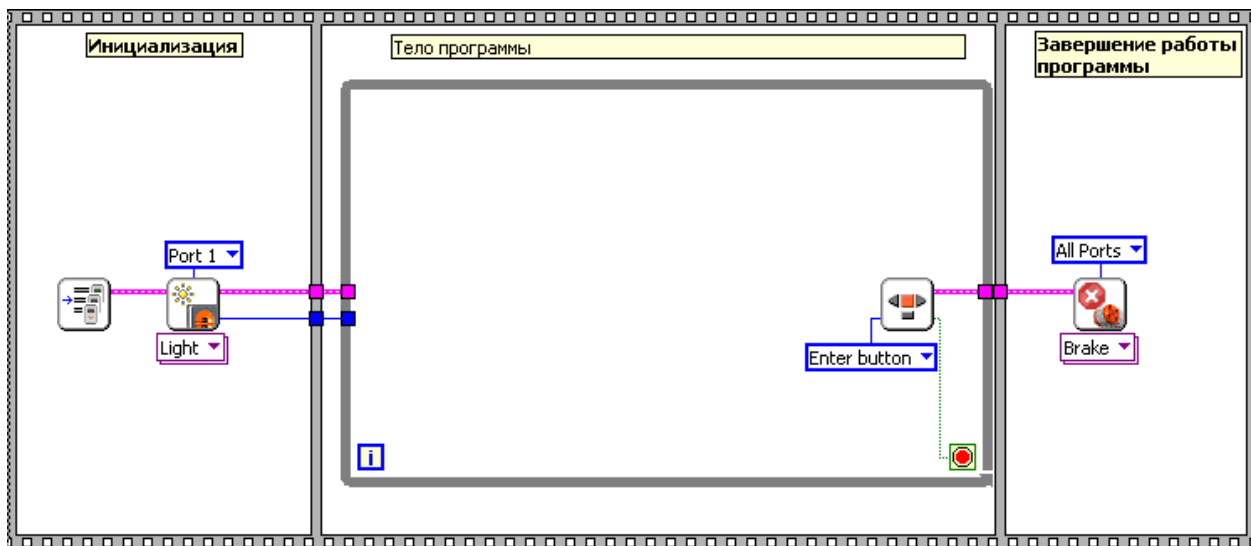 Инициализация
Тело программы
Завершение работы
программы
Port 1
Light
Enter button
i
All Ports
Brake